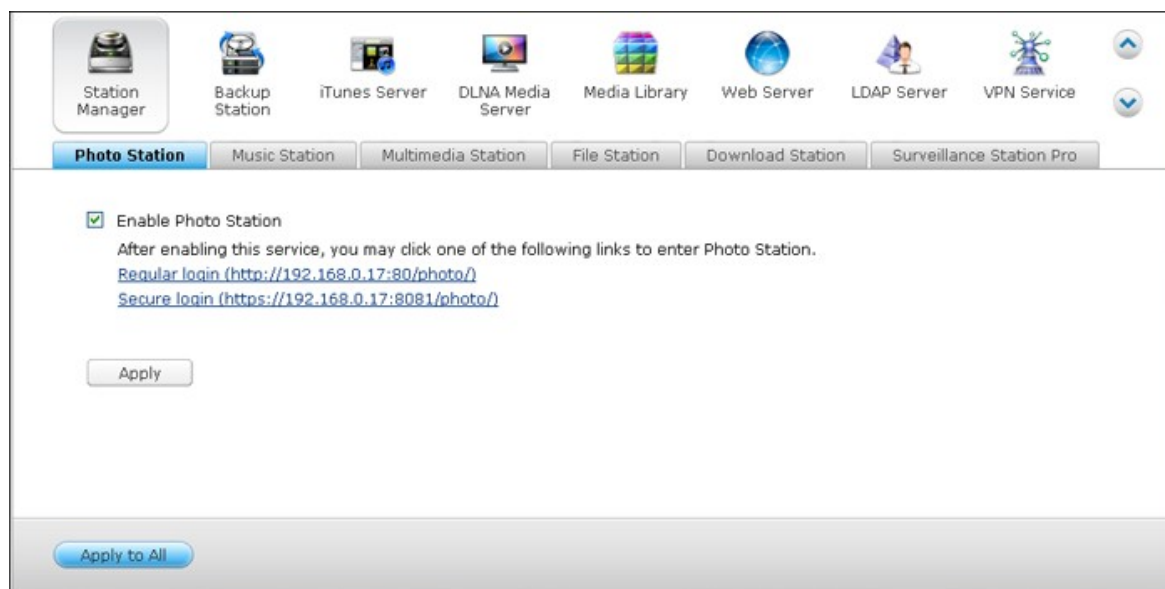 Station Manager
Backup Station
iTunes Server
DLNA Media Server
Media Library
Web Server
LDAP Server
VPN Service
Photo Station
Music Station
Multimedia Station
File Station
Download Station
Surveillance Station Pro
Enable Photo Station
After enabling this service, you may click one of the following links to enter Photo Station.
Regular login (http://192.168.0.17:80/photo/)
Secure login (https://192.168.0.17:8081/photo/)
Apply
Apply to All